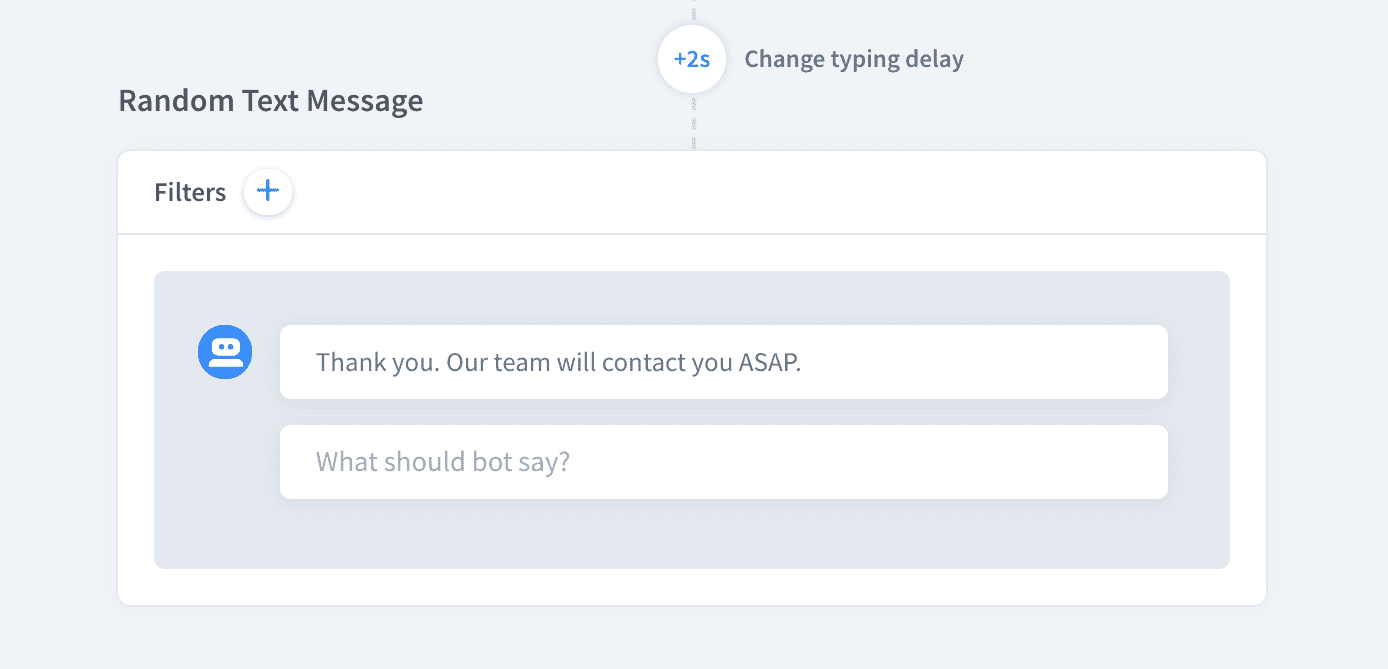 +2s Change typing delay
Random Text Message
Filters
Thank you. Our team will contact you ASAP.
What should bot say?